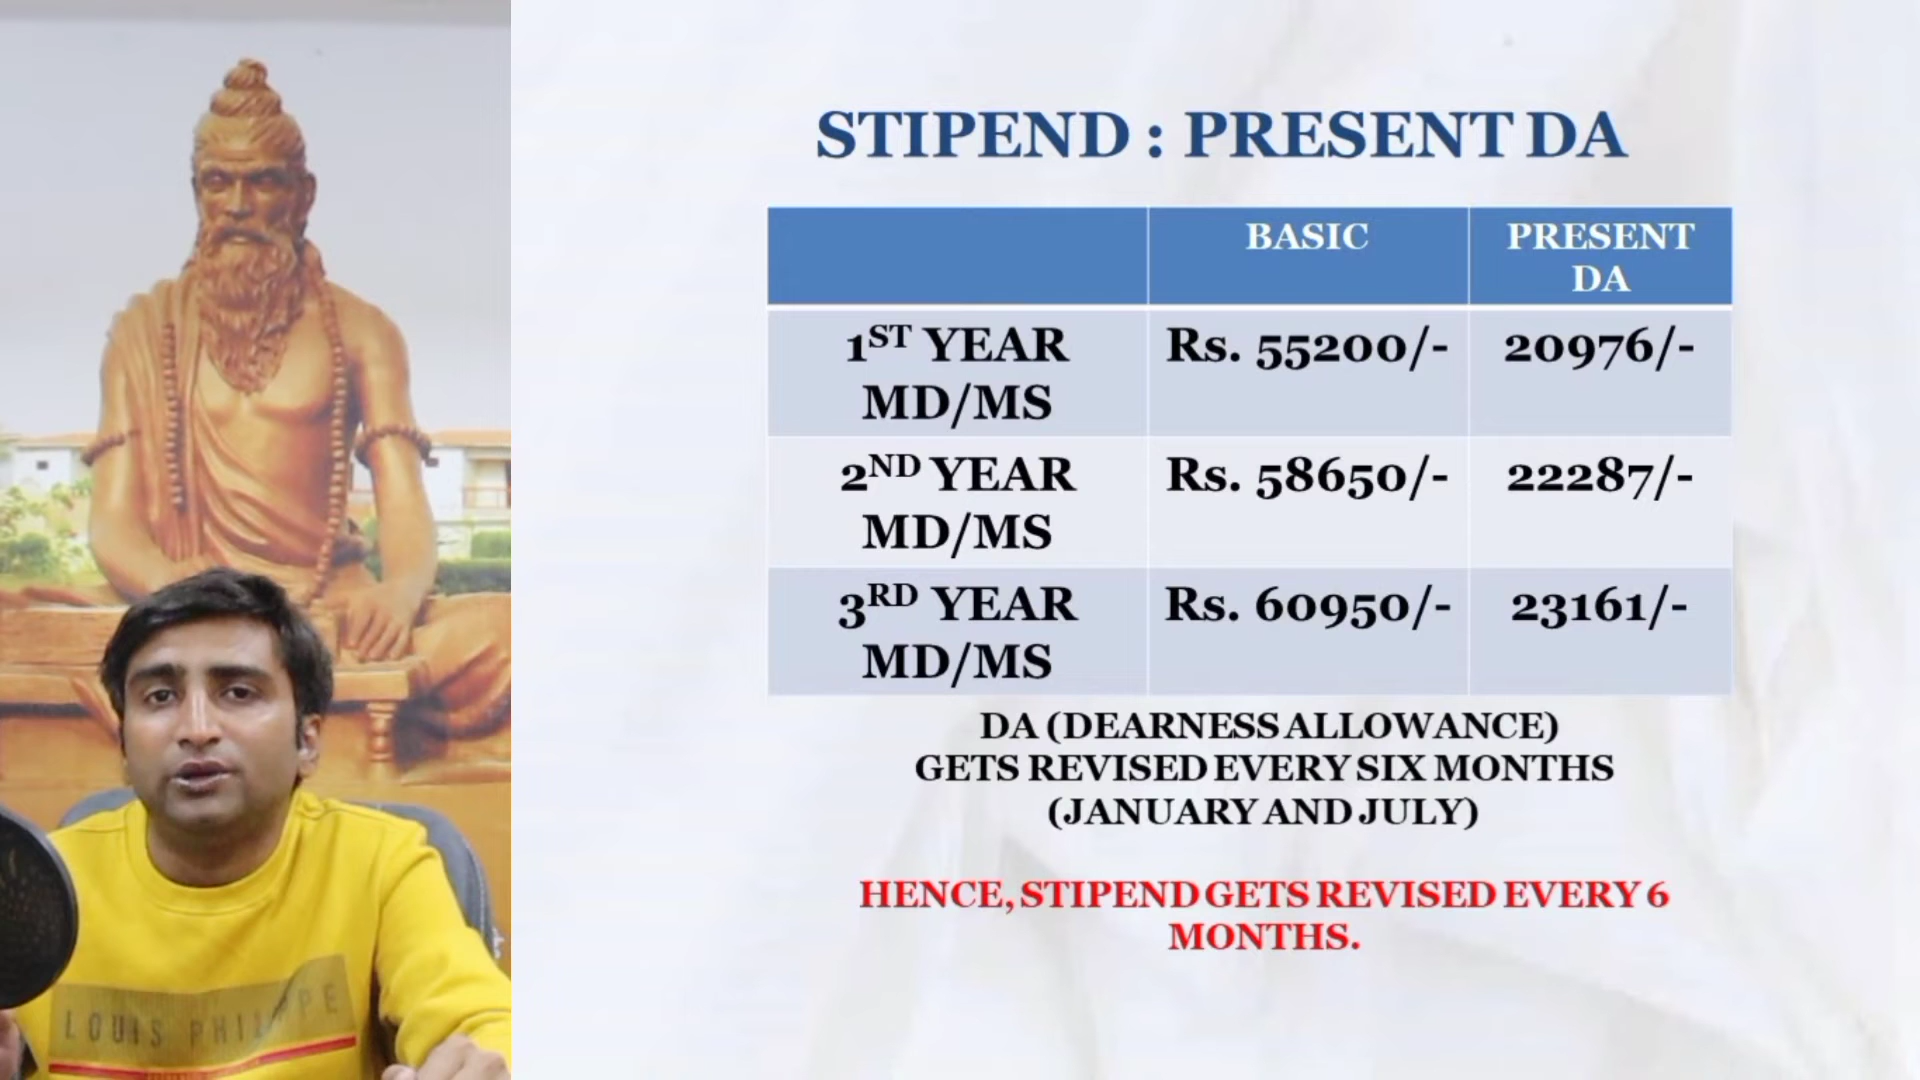 STIPEND : PRESENT DA
BASIC
PRESENT
DA
1ST YEAR
MD/MS
Rs. 55200/-
20976/-
2ND YEAR
MD/MS
Rs. 58650/-
22287/-
3RD YEAR
MD/MS
Rs. 60950/-
23161/-
DA (DEARNESS ALLOWANCE)
GETS REVISED EVERY SIX MONTHS
(JANUARY AND JULY)
HENCE, STIPEND GETS REVISED EVERY 6
MONTHS.
LOUIS PHILIPPE